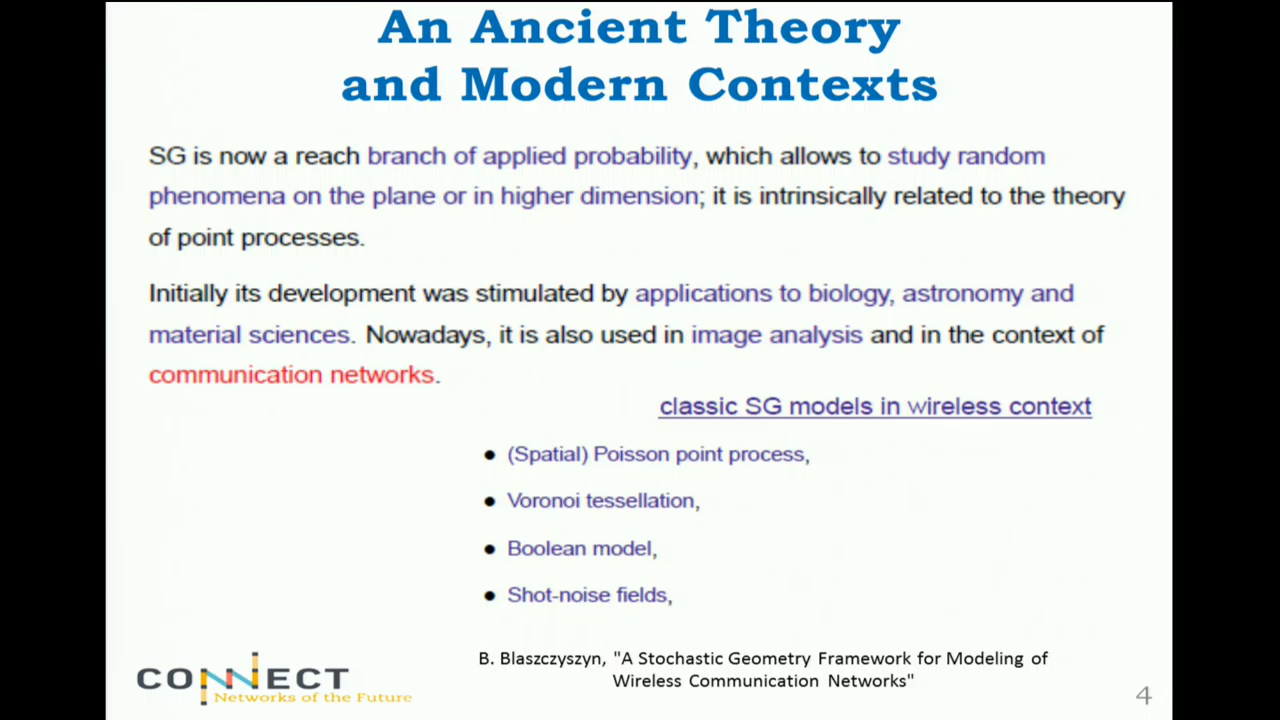 An Ancient Theory
and Modern Contexts
SG is now a reach branch of applied probability, which allows to study random
phenomena on the plane or in higher dimension; it is intrinsically related to the theory
of point processes.
Initially its development was stimulated by applications to biology, astronomy and
material sciences. Nowadays, it is also used in image analysis and in the context of
communication networks.
classic SG models in wireless context
● (Spatial) Poisson point process,
● Voronoi tessellation,
● Boolean model,
● Shot-noise fields,
B. Blaszczyszyn, "A Stochastic Geometry Framework for Modeling of
Wireless Communication Networks"
CONNECT
Networks of the Future
4